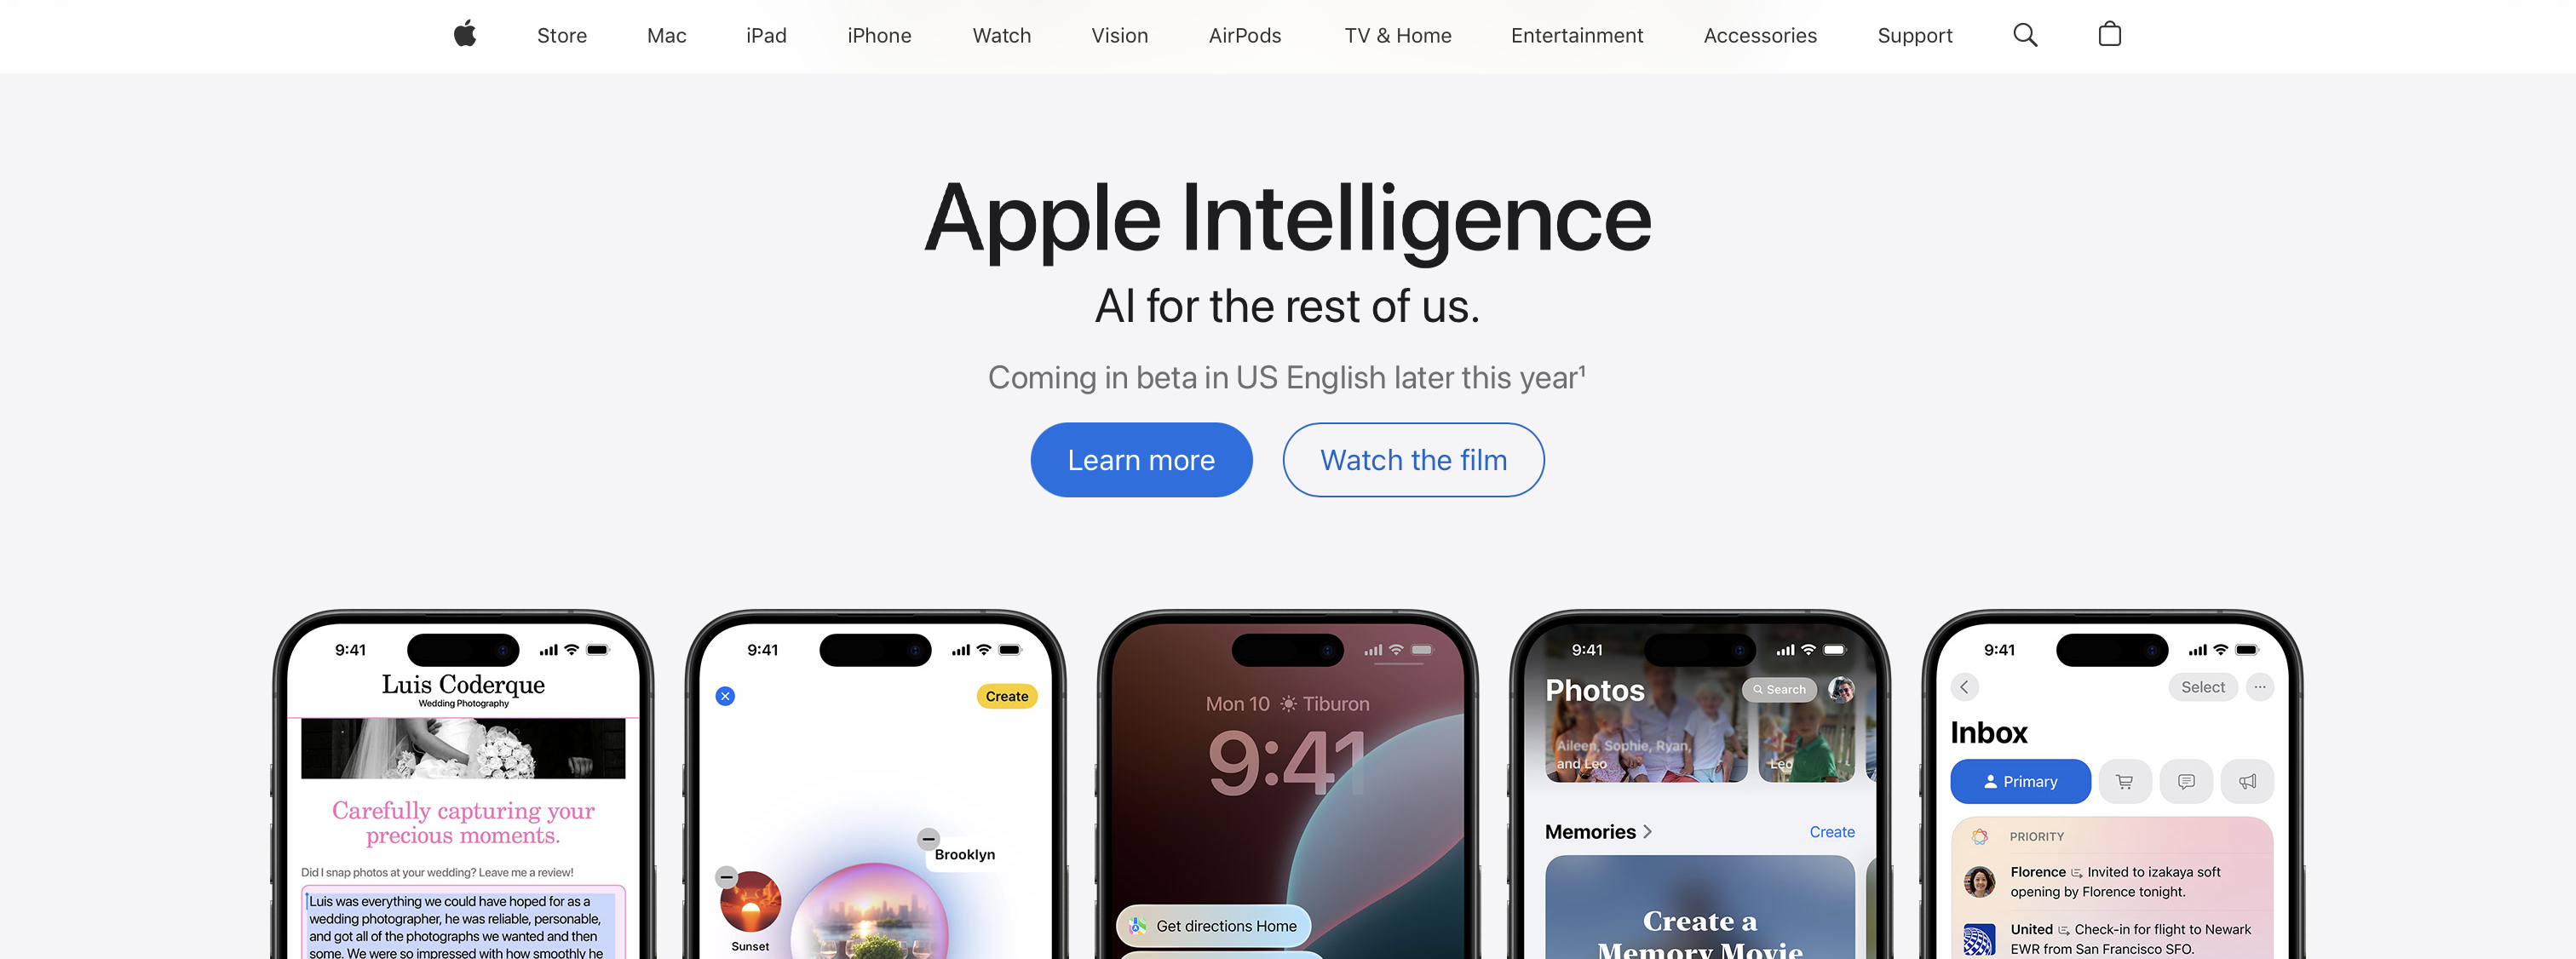 Store
Mac
iPad
iPhone
Watch
Vision
AirPods
TV & Home
Entertainment
Accessories
Support
Apple Intelligence
AI for the rest of us.
Coming in beta in US English later this year¹
Learn more
Watch the film
9:41
Luis Coderque
Wedding Photography
Carefully capturing your
precious moments.
Did I snap photos at your wedding? Leave me a review!
Luis was everything we could have hoped for as a
wedding photographer, he was reliable, personable,
and got all of the photographs we wanted and then
some. We were so impressed with how smoothly he
9:41
Create
Brooklyn
Sunset
Mon 10 Tiburon
9:41
Get directions Home
9:41
Photos
Search
Aileen, Sophie, Ryan,
and Leo
Leo
Memories
Create
Create a
Memory Movie
9:41
Select
Inbox
Primary
PRIORITY
Florence Invited to izakaya soft
opening by Florence tonight.
United Check-in for flight to Newark
EWR from San Francisco SFO.